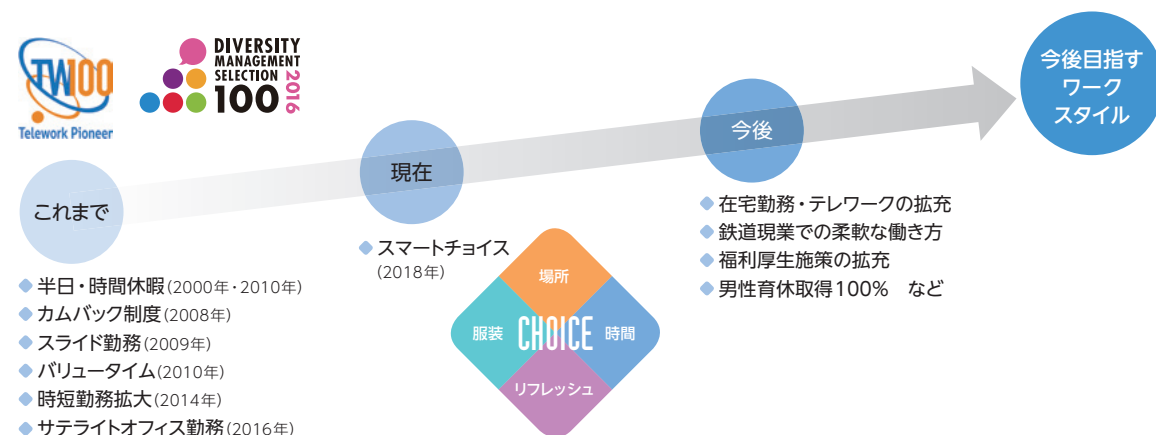 TW100
Telework Pioneer
DIVERSITY
MANAGEMENT
SELECTION
100
2016
これまで
◆ 半日・時間休暇(2000年・2010年)
◆ カムバック制度(2008年)
◆ スライド勤務(2009年)
◆ バリュータイム(2010年)
◆ 時短勤務拡大(2014年)
◆ サテライトオフィス勤務(2016年)
現在
◆ スマートチョイス
(2018年)
場所
服装
CHOICE
時間
リフレッシュ
今後
◆ 在宅勤務・テレワークの拡充
◆ 鉄道現業での柔軟な働き方
◆ 福利厚生施策の拡充
◆ 男性育休取得100%　など
今後目指す
ワーク
スタイル